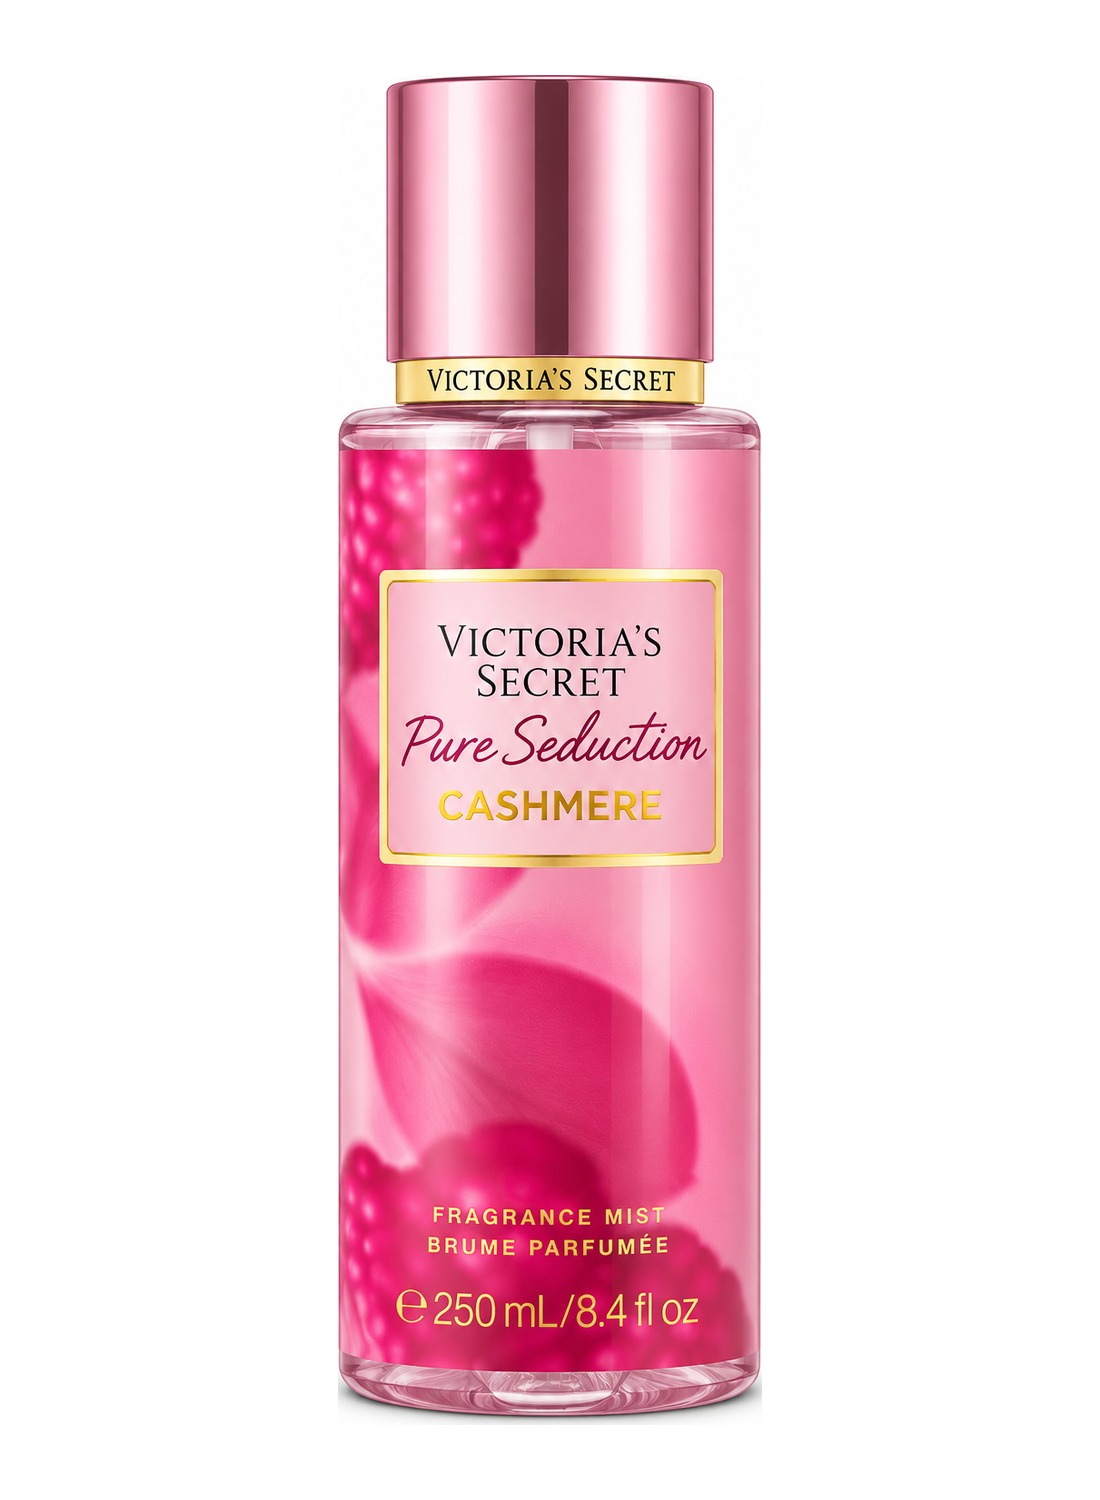 VICTORIA'S SECRET
VICTORIA'S
SECRET
Pure Seduction
CASHMERE
FRAGRANCE MIST
BRUME PARFUMÉE
℮ 250 mL/8.4 fl oz